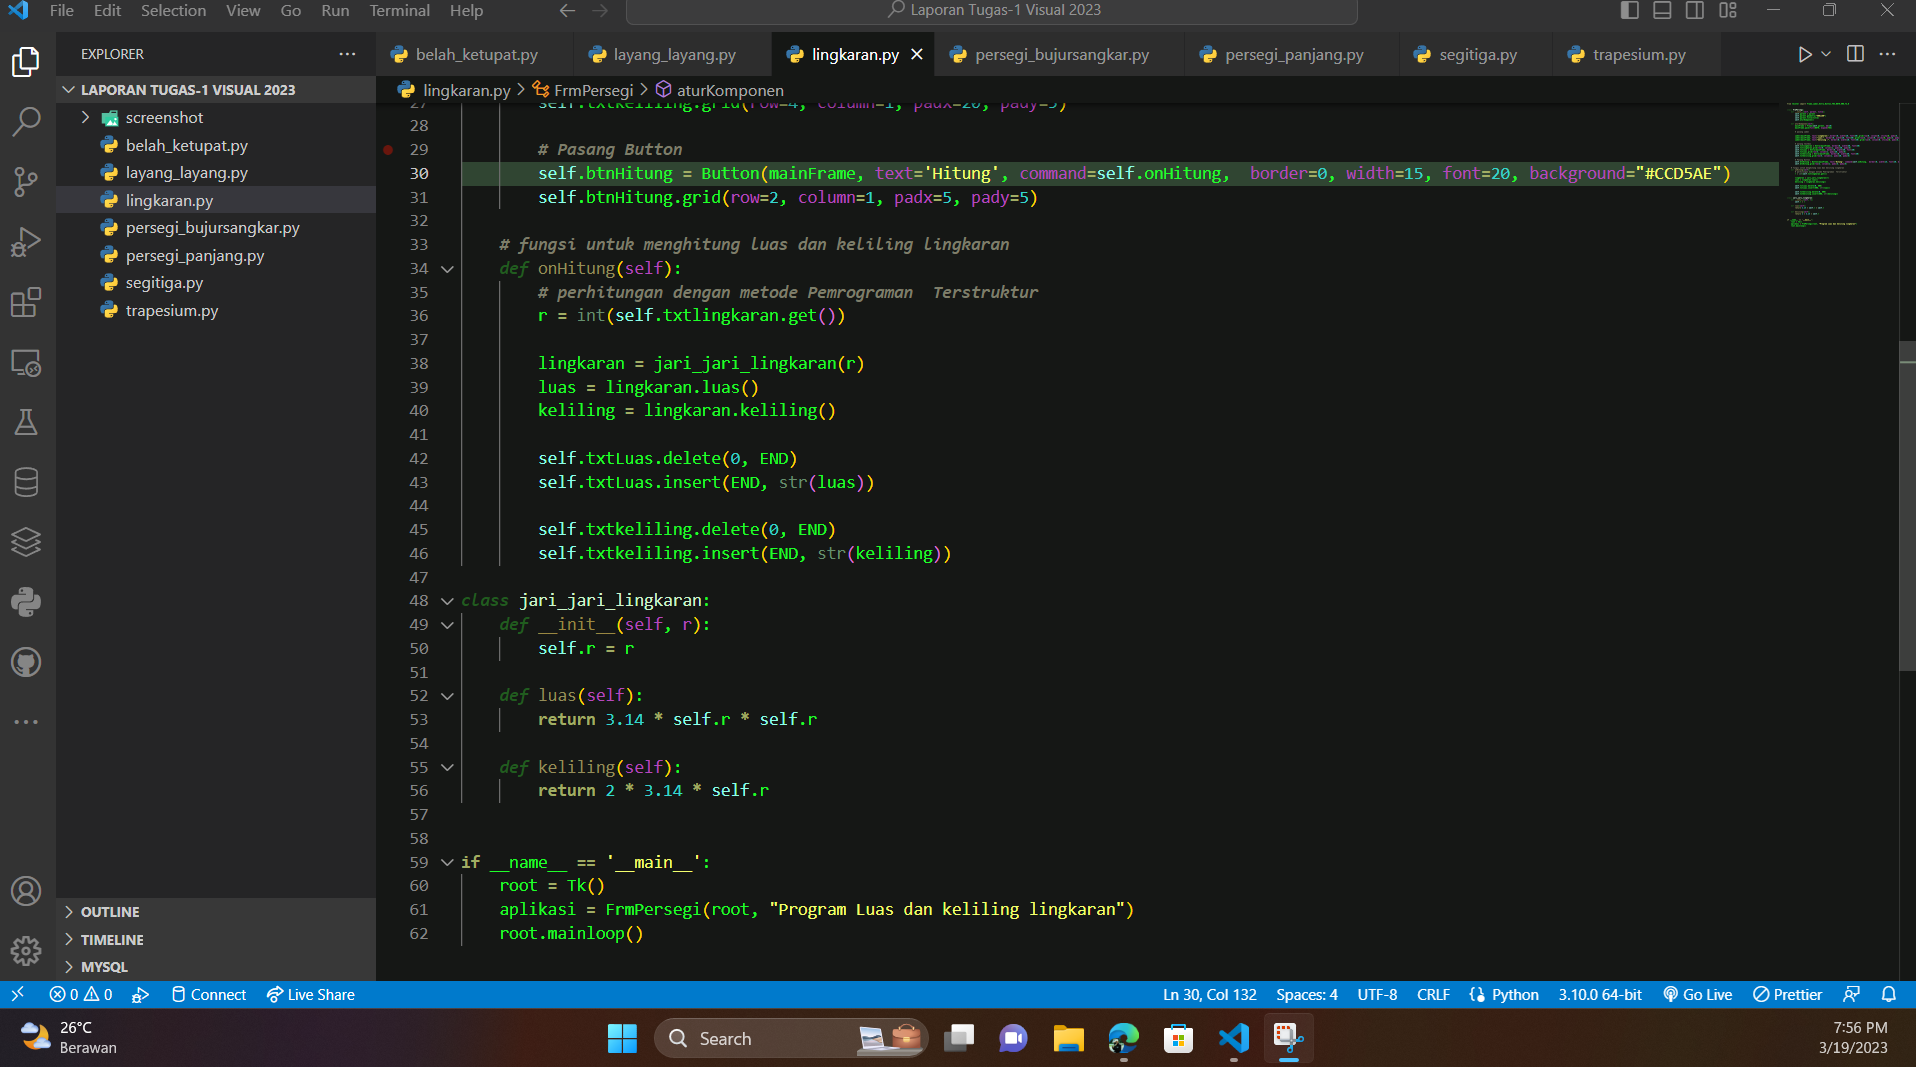 File Edit Selection View Go Run Terminal Help
Laporan Tugas-1 Visual 2023
EXPLORER
belah_ketupat.py
layang_layang.py
lingkaran.py
persegi_bujursangkar.py
persegi_panjang.py
segitiga.py
trapesium.py
LAPORAN TUGAS-1 VISUAL 2023
lingkaran.py > FrmPersegi > aturKomponen
screenshot
belah_ketupat.py
layang_layang.py
lingkaran.py
persegi_bujursangkar.py
persegi_panjang.py
segitiga.py
trapesium.py
27 self.txtkeliling.grid(row=4, column=1, padx=20, pady=5)
28
29 # Pasang Button
30 self.btnHitung = Button(mainFrame, text='Hitung', command=self.onHitung,  border=0, width=15, font=20, background="#CCD5AE")
31 self.btnHitung.grid(row=2, column=1, padx=5, pady=5)
32
33 # fungsi untuk menghitung luas dan keliling lingkaran
34 def onHitung(self):
35 # perhitungan dengan metode Pemrograman  Terstruktur
36 r = int(self.txtlingkaran.get())
37
38 lingkaran = jari_jari_lingkaran(r)
39 luas = lingkaran.luas()
40 keliling = lingkaran.keliling()
41
42 self.txtLuas.delete(0, END)
43 self.txtLuas.insert(END, str(luas))
44
45 self.txtkeliling.delete(0, END)
46 self.txtkeliling.insert(END, str(keliling))
47
48 class jari_jari_lingkaran:
49 def __init__(self, r):
50 self.r = r
51
52 def luas(self):
53 return 3.14 * self.r * self.r
54
55 def keliling(self):
56 return 2 * 3.14 * self.r
57
58
59 if __name__ == '__main__':
60 root = Tk()
61 aplikasi = FrmPersegi(root, "Program Luas dan keliling lingkaran")
62 root.mainloop()
OUTLINE
TIMELINE
MYSQL
0 0 Connect Live Share
Ln 30, Col 132 Spaces: 4 UTF-8 CRLF Python 3.10.0 64-bit Go Live Prettier
26°C
Berawan
Search
7:56 PM
3/19/2023